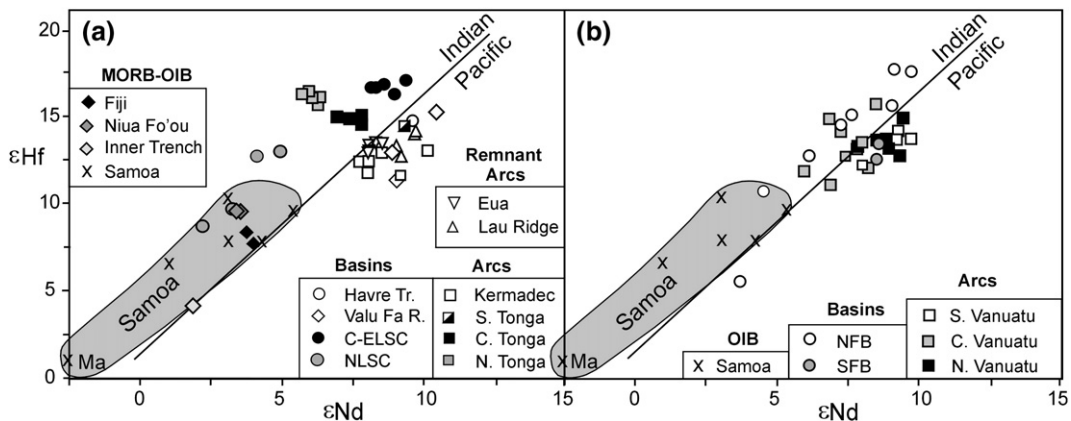 20
15
10
5
0
εHf
(a)
MORB-OIB
Fiji
Niua Fo'ou
Inner Trench
Samoa
Indian
Pacific
Remnant
Arcs
Eua
Lau Ridge
Samoa
Ma
Basins
Havre Tr.
Valu Fa R.
C-ELSC
NLSC
Arcs
Kermadec
S. Tonga
C. Tonga
N. Tonga
0 5 10 15
εNd
(b)
Indian
Pacific
Samoa
Ma
OIB
Samoa
Basins
NFB
SFB
Arcs
S. Vanuatu
C. Vanuatu
N. Vanuatu
0 5 10 15
εNd